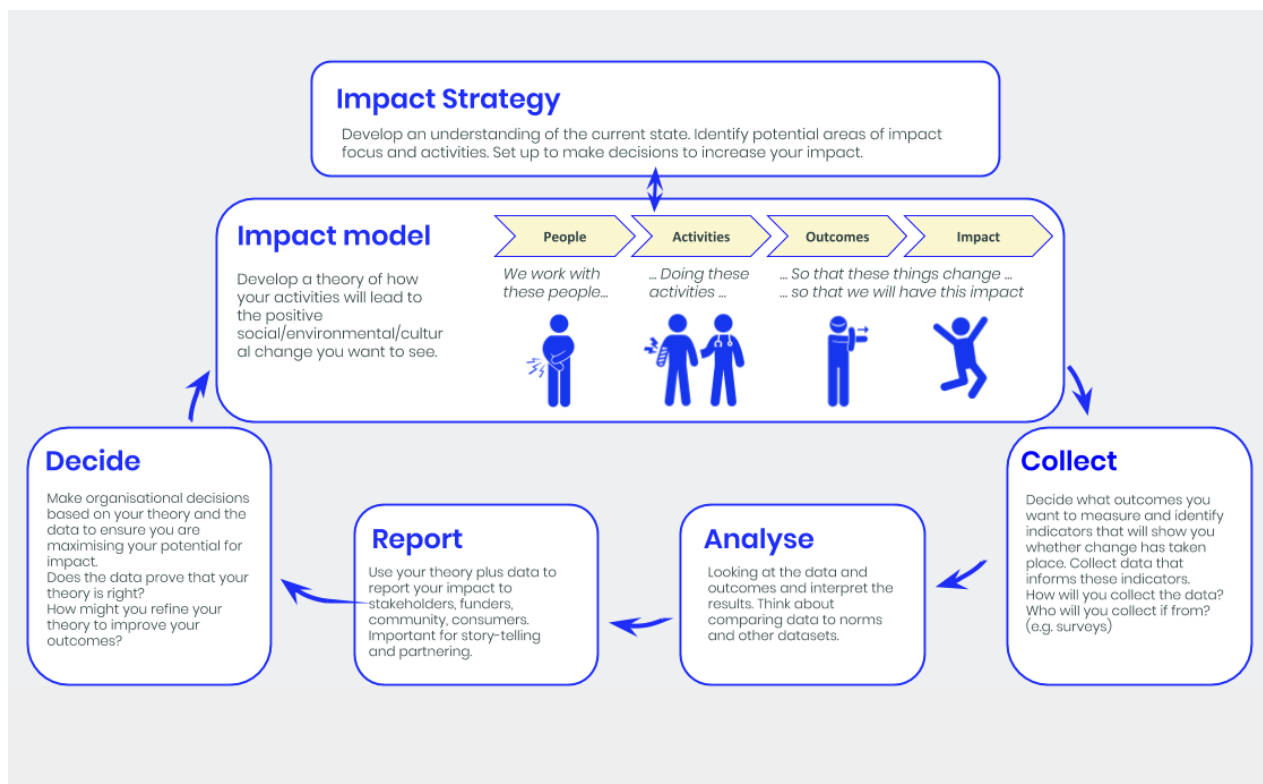 Impact Strategy
Develop an understanding of the current state. Identify potential areas of impact
focus and activities. Set up to make decisions to increase your impact.
Impact model
Develop a theory of how
your activities will lead to
the positive
social/environmental/cultur
al change you want to see.
People
Activities
Outcomes
Impact
We work with
these people...
... Doing these
activities ...
... So that these things change ...
... so that we will have this impact
Collect
Decide what outcomes you
want to measure and identify
indicators that will show you
whether change has taken
place. Collect data that
informs these indicators.
How will you collect the data?
Who will you collect if from?
(e.g. surveys)
Analyse
Looking at the data and
outcomes and interpret the
results. Think about
comparing data to norms
and other datasets.
Report
Use your theory plus data to
report your impact to
stakeholders, funders,
community, consumers.
Important for story-telling
and partnering.
Decide
Make organisational decisions
based on your theory and the
data to ensure you are
maximising your potential for
impact.
Does the data prove that your
theory is right?
How might you refine your
theory to improve your
outcomes?